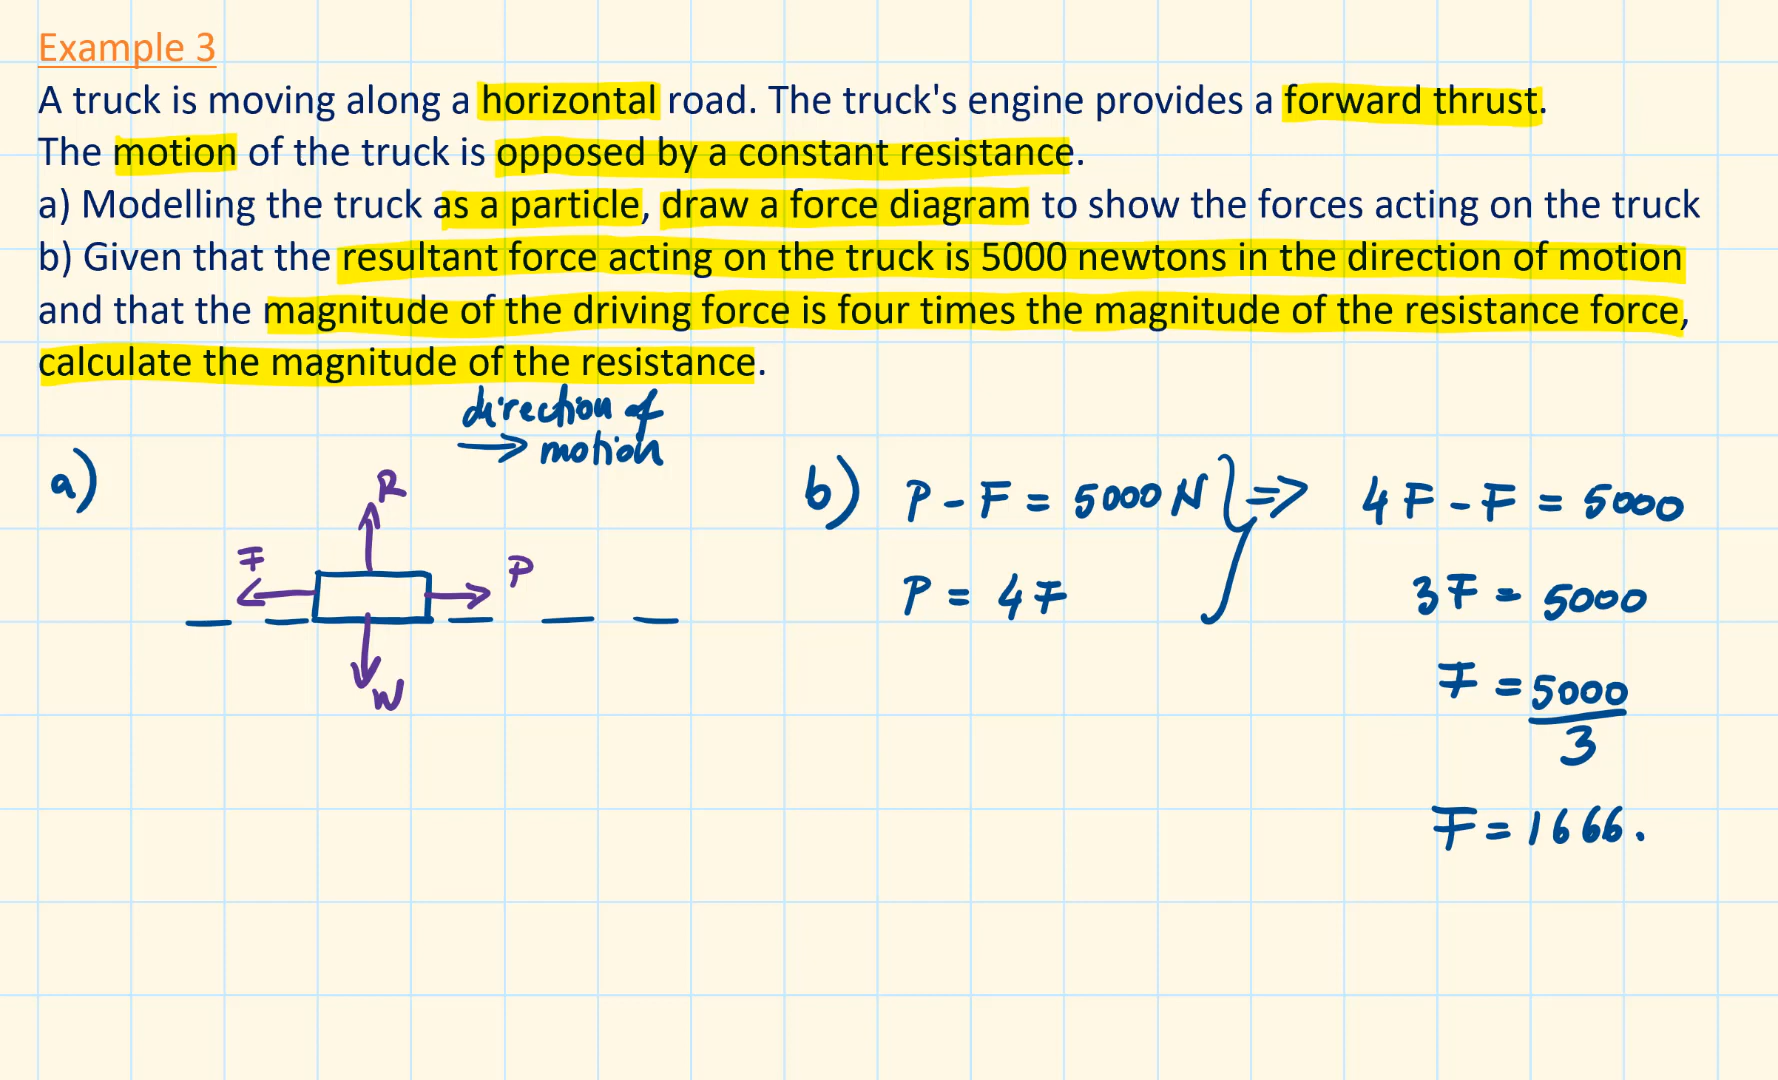 Example 3
A truck is moving along a horizontal road. The truck's engine provides a forward thrust.
The motion of the truck is opposed by a constant resistance.
a) Modelling the truck as a particle, draw a force diagram to show the forces acting on the truck
b) Given that the resultant force acting on the truck is 5000 newtons in the direction of motion
and that the magnitude of the driving force is four times the magnitude of the resistance force,
calculate the magnitude of the resistance.
direction of
→ motion
a)
R
F
P
W
b) P - F = 5000 N } => 4F - F = 5000
P = 4F
3F = 5000
F = 5000
3
F = 1666.